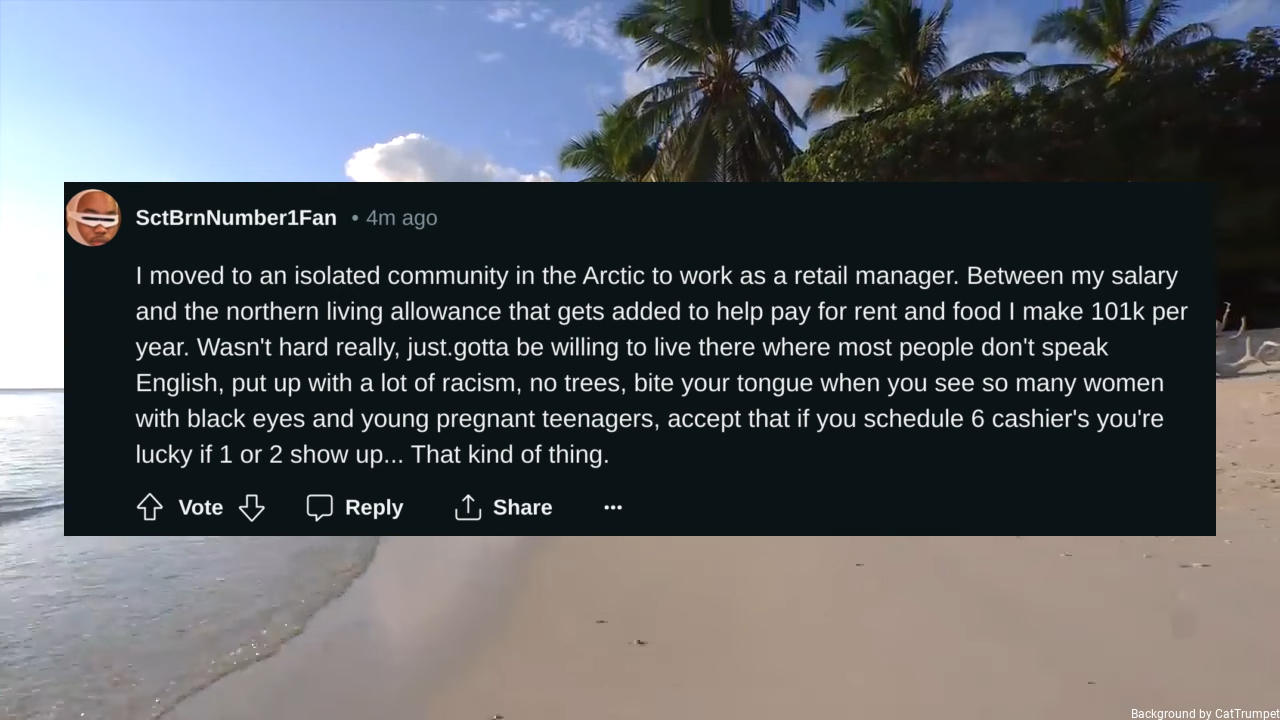 SctBrnNumber1Fan • 4m ago
I moved to an isolated community in the Arctic to work as a retail manager. Between my salary
and the northern living allowance that gets added to help pay for rent and food I make 101k per
year. Wasn't hard really, just.gotta be willing to live there where most people don't speak
English, put up with a lot of racism, no trees, bite your tongue when you see so many women
with black eyes and young pregnant teenagers, accept that if you schedule 6 cashier's you're
lucky if 1 or 2 show up... That kind of thing.
Vote Reply Share ...
Background by CatTrumpet